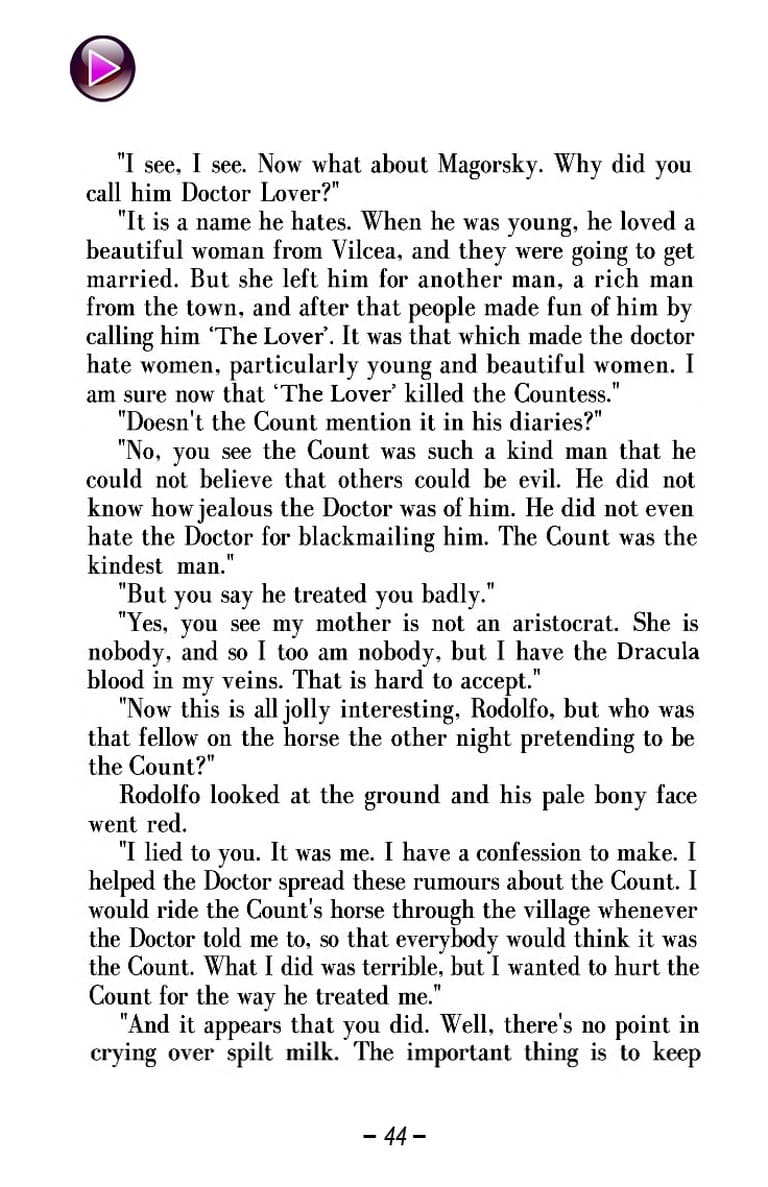 "I see, I see. Now what about Magorsky. Why did you
call him Doctor Lover?"
"It is a name he hates. When he was young, he loved a
beautiful woman from Vilcea, and they were going to get
married. But she left him for another man, a rich man
from the town, and after that people made fun of him by
calling him ‘The Lover’. It was that which made the doctor
hate women, particularly young and beautiful women. I
am sure now that ‘The Lover’ killed the Countess."
"Doesn't the Count mention it in his diaries?"
"No, you see the Count was such a kind man that he
could not believe that others could be evil. He did not
know how jealous the Doctor was of him. He did not even
hate the Doctor for blackmailing him. The Count was the
kindest man."
"But you say he treated you badly."
"Yes, you see my mother is not an aristocrat. She is
nobody, and so I too am nobody, but I have the Dracula
blood in my veins. That is hard to accept."
"Now this is all jolly interesting, Rodolfo, but who was
that fellow on the horse the other night pretending to be
the Count?"
Rodolfo looked at the ground and his pale bony face
went red.
"I lied to you. It was me. I have a confession to make. I
helped the Doctor spread these rumours about the Count. I
would ride the Count's horse through the village whenever
the Doctor told me to, so that everybody would think it was
the Count. What I did was terrible, but I wanted to hurt the
Count for the way he treated me."
"And it appears that you did. Well, there's no point in
crying over spilt milk. The important thing is to keep
– 44 –